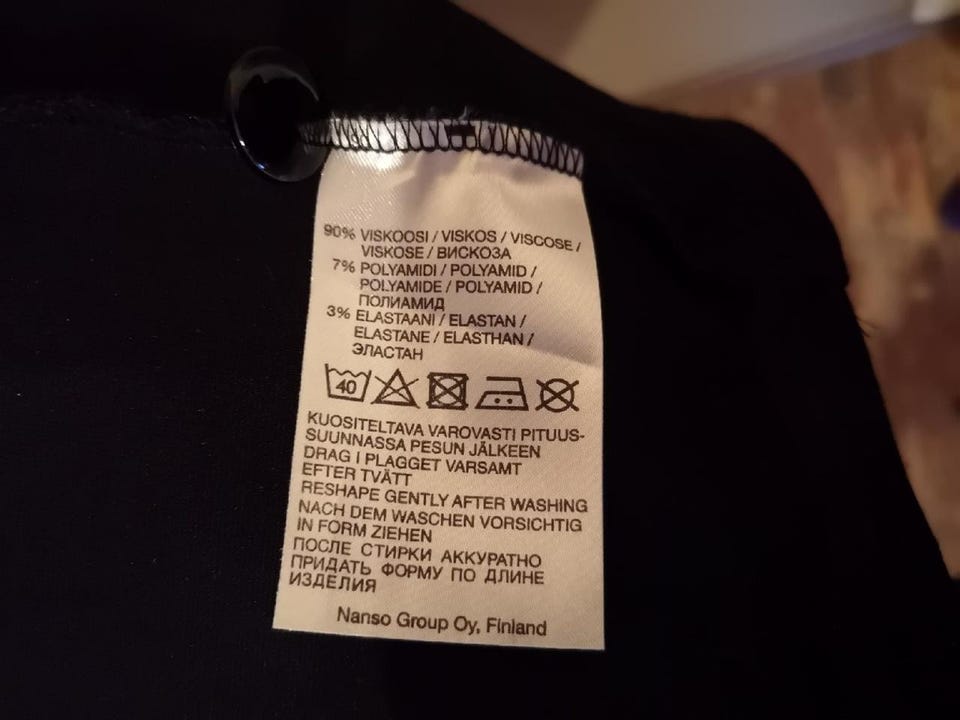 90% VISKOOSI / VISKOS / VISCOSE /
VISKOSE / ВИСКОЗА
7% POLYAMIDI / POLYAMID /
POLYAMIDE / POLYAMID /
ПОЛИАМИД
3% ELASTAANI / ELASTAN /
ELASTANE / ELASTHAN /
ЭЛАСТАН
40
KUOSITELTAVA VAROVASTI PITUUS-
SUUNNASSA PESUN JÄLKEEN
DRAG I PLAGGET VARSAMT
EFTER TVÄTT
RESHAPE GENTLY AFTER WASHING
NACH DEM WASCHEN VORSICHTIG
IN FORM ZIEHEN
ПОСЛЕ СТИРКИ АККУРАТНО
ПРИДАТЬ ФОРМУ ПО ДЛИНЕ
ИЗДЕЛИЯ
Nanso Group Oy, Finland